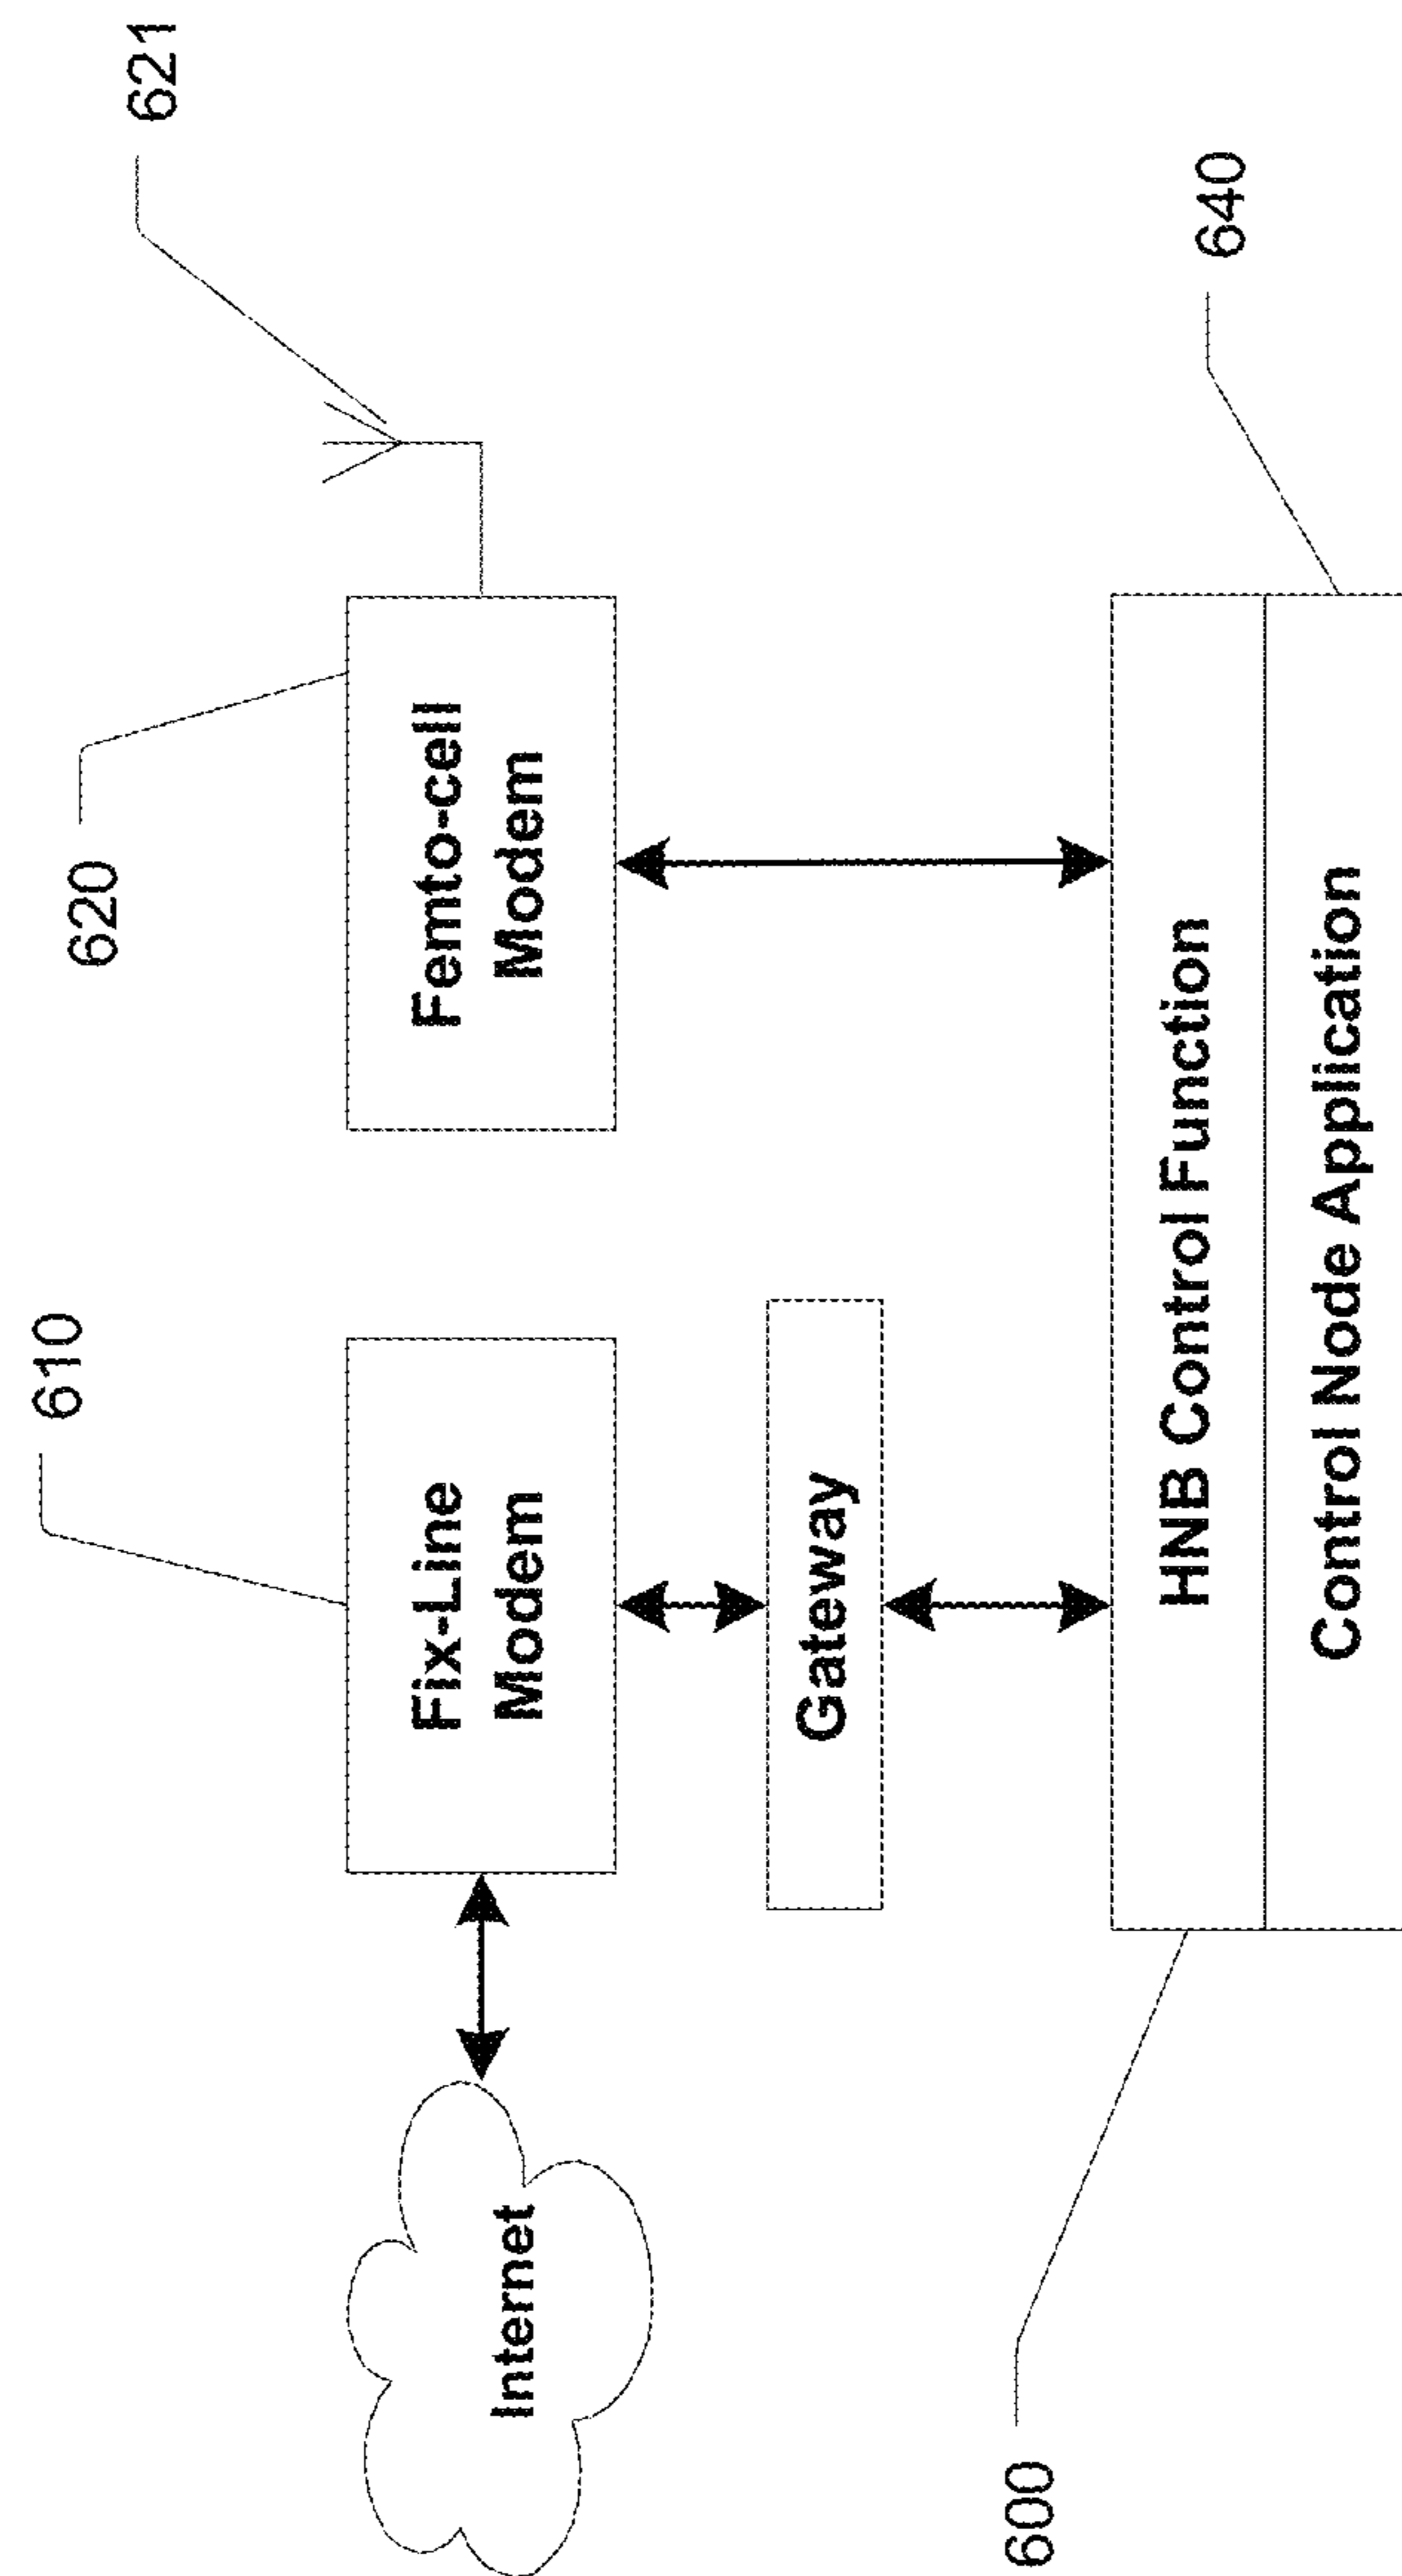 610
620
621
Internet
Fix-Line
Modem
Femto-cell
Modem
Gateway
600
HNB Control Function
640
Control Node Application